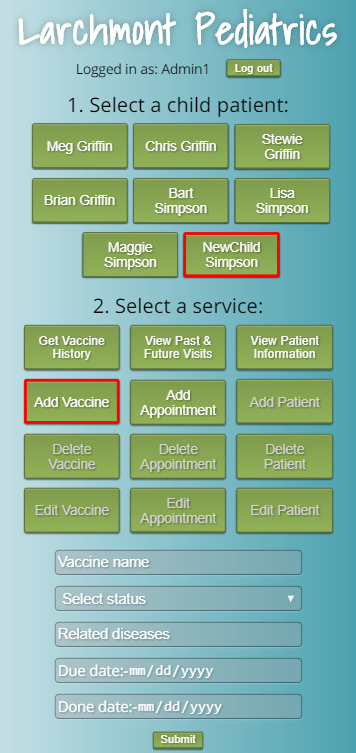 Larchmont Pediatrics
Logged in as: Admin1 Log out
1. Select a child patient:
Meg Griffin
Chris Griffin
Stewie
Griffin
Brian Griffin
Bart
Simpson
Lisa
Simpson
Maggie
Simpson
NewChild
Simpson
2. Select a service:
Get Vaccine
History
View Past &
Future Visits
View Patient
Information
Add Vaccine
Add
Appointment
Add Patient
Delete
Vaccine
Delete
Appointment
Delete
Patient
Edit Vaccine
Edit
Appointment
Edit Patient
Vaccine name
Select status
Related diseases
Due date:-mm/dd/yyyy
Done date:-mm/dd/yyyy
Submit